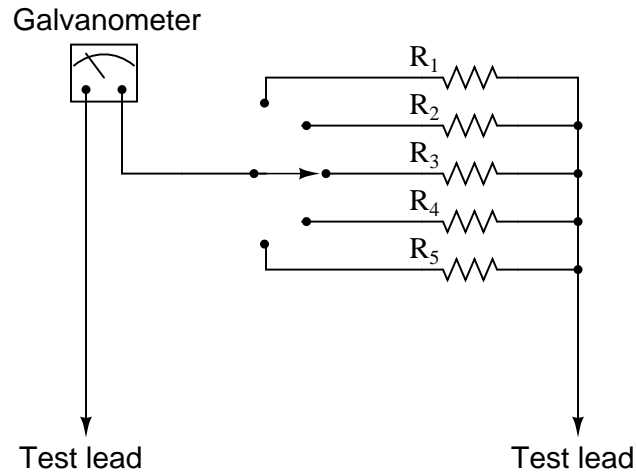 Galvanometer
R₁
R₂
R₃
R₄
R₅
Test lead
Test lead